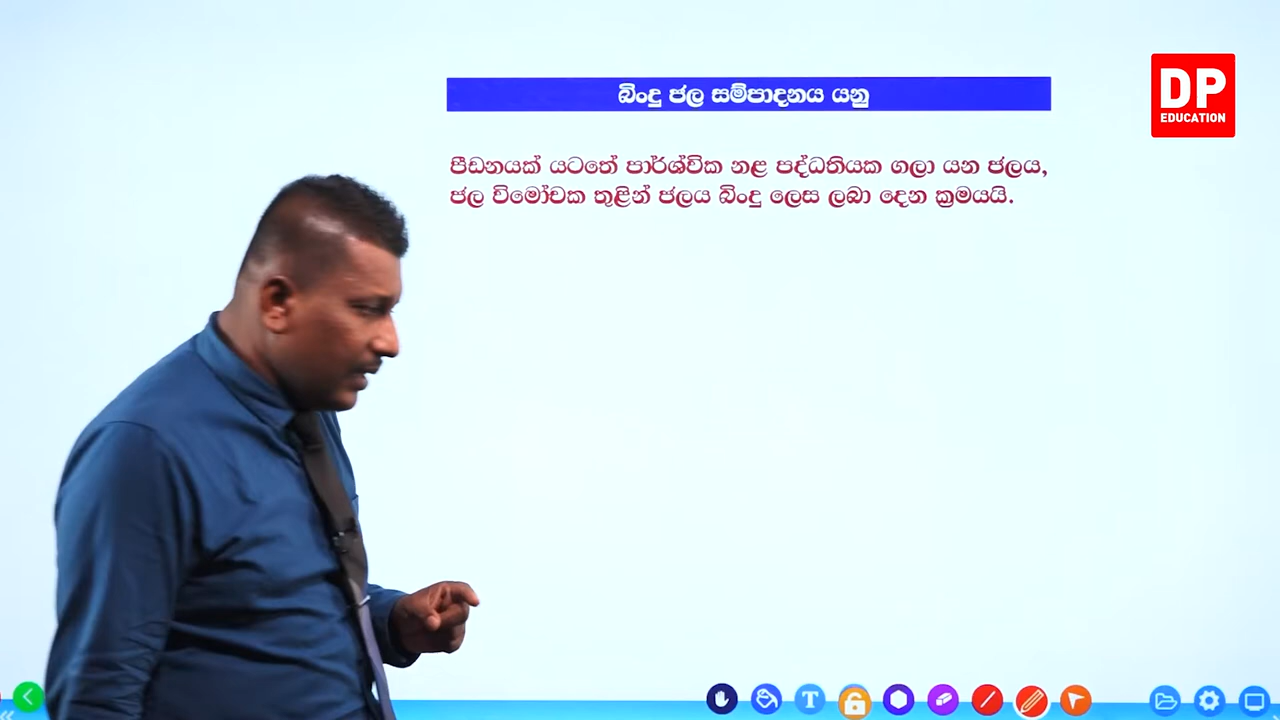 බිංදු ජල සම්පාදනය යනු
DP
EDUCATION
පීඩනයක් යටතේ පාර්ශ්වික නළ පද්ධතියක ගලා යන ජලය,
ජල විමෝචක තුළින් ජලය බිංදු ලෙස ලබා දෙන ක්‍රමයයි.
T